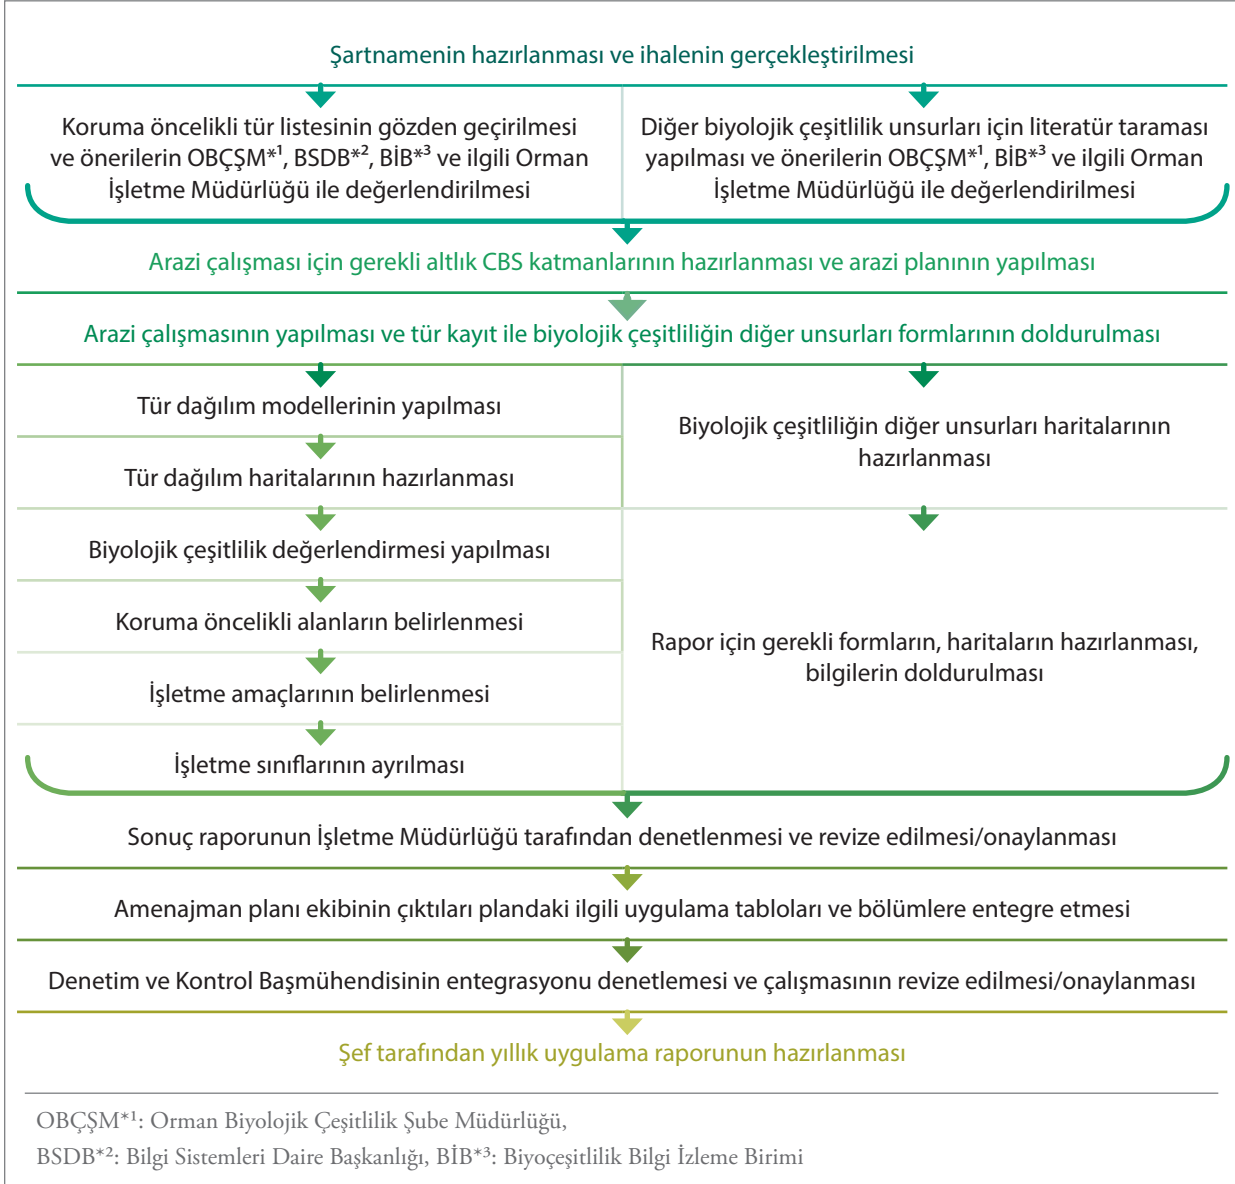 Şartnamenin hazırlanması ve ihalenin gerçekleştirilmesi
Koruma öncelikli tür listesinin gözden geçirilmesi
ve önerilerin OBÇŞM*¹, BSDB*², BİB*³ ve ilgili Orman
İşletme Müdürlüğü ile değerlendirilmesi
Diğer biyolojik çeşitlilik unsurları için literatür taraması
yapılması ve önerilerin OBÇŞM*¹, BİB*³ ve ilgili Orman
İşletme Müdürlüğü ile değerlendirilmesi
Arazi çalışması için gerekli altlık CBS katmanlarının hazırlanması ve arazi planının yapılması
Arazi çalışmasının yapılması ve tür kayıt ile biyolojik çeşitliliğin diğer unsurları formlarının doldurulması
Tür dağılım modellerinin yapılması
Tür dağılım haritalarının hazırlanması
Biyolojik çeşitlilik değerlendirmesi yapılması
Koruma öncelikli alanların belirlenmesi
İşletme amaçlarının belirlenmesi
İşletme sınıflarının ayrılması
Biyolojik çeşitliliğin diğer unsurları haritalarının
hazırlanması
Rapor için gerekli formların, haritaların hazırlanması,
bilgilerin doldurulması
Sonuç raporunun İşletme Müdürlüğü tarafından denetlenmesi ve revize edilmesi/onaylanması
Amenajman planı ekibinin çıktıları plandaki ilgili uygulama tabloları ve bölümlere entegre etmesi
Denetim ve Kontrol Başmühendisinin entegrasyonu denetlemesi ve çalışmasının revize edilmesi/onaylanması
Şef tarafından yıllık uygulama raporunun hazırlanması
OBÇŞM*¹: Orman Biyolojik Çeşitlilik Şube Müdürlüğü,
BSDB*²: Bilgi Sistemleri Daire Başkanlığı, BİB*³: Biyoçeşitlilik Bilgi İzleme Birimi